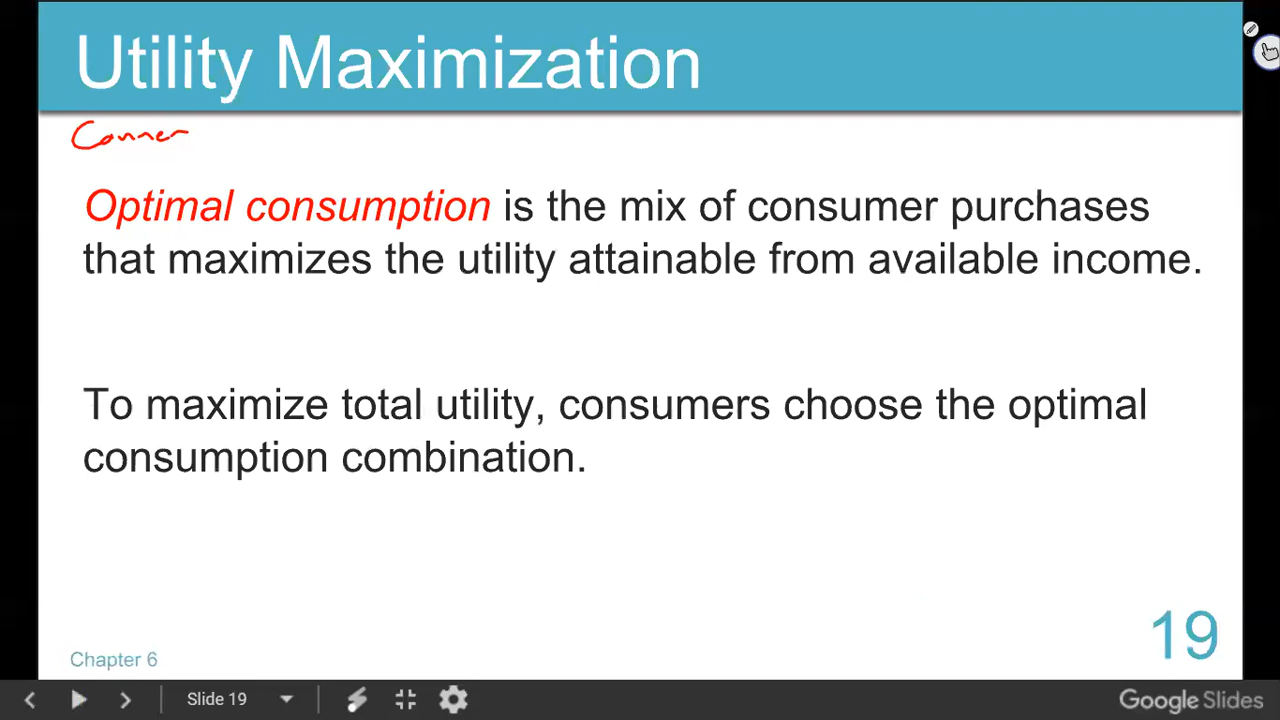 Utility Maximization
Conner
Optimal consumption is the mix of consumer purchases
that maximizes the utility attainable from available income.
To maximize total utility, consumers choose the optimal
consumption combination.
19
Chapter 6
Slide 19
Google Slides